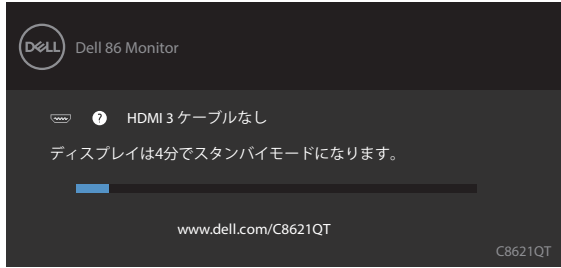 DELL Dell 86 Monitor
? HDMI 3 ケーブルなし
ディスプレイは4分でスタンバイモードになります。
www.dell.com/C8621QT
C8621QT